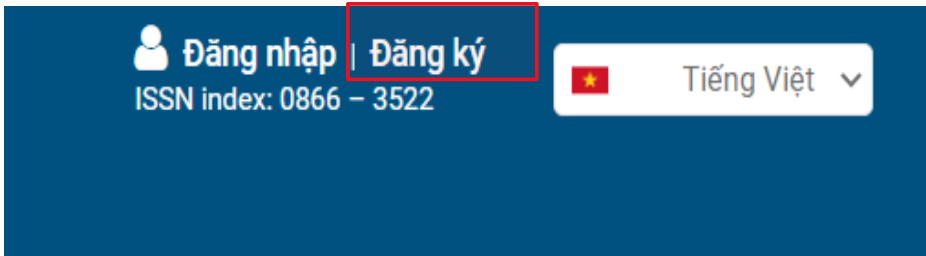 Đăng nhập | Đăng ký
ISSN index: 0866 – 3522
Tiếng Việt